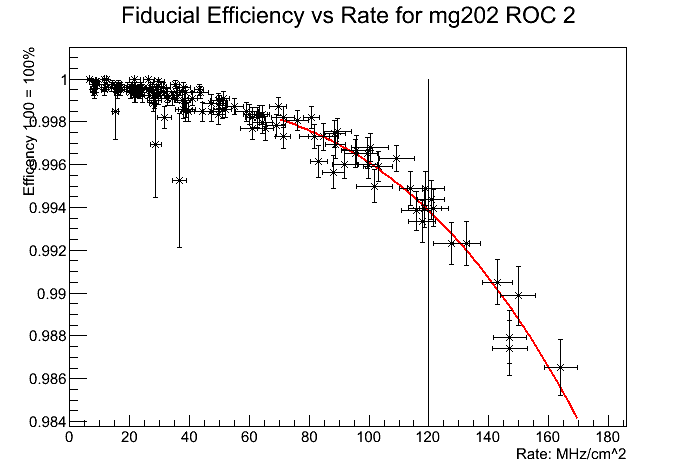 Fiducial Efficiency vs Rate for mg202 ROC 2
Efficency 1.00 = 100%
1
0.998
0.996
0.994
0.992
0.99
0.988
0.986
0.984
0 20 40 60 80 100 120 140 160 180
Rate: MHz/cm^2